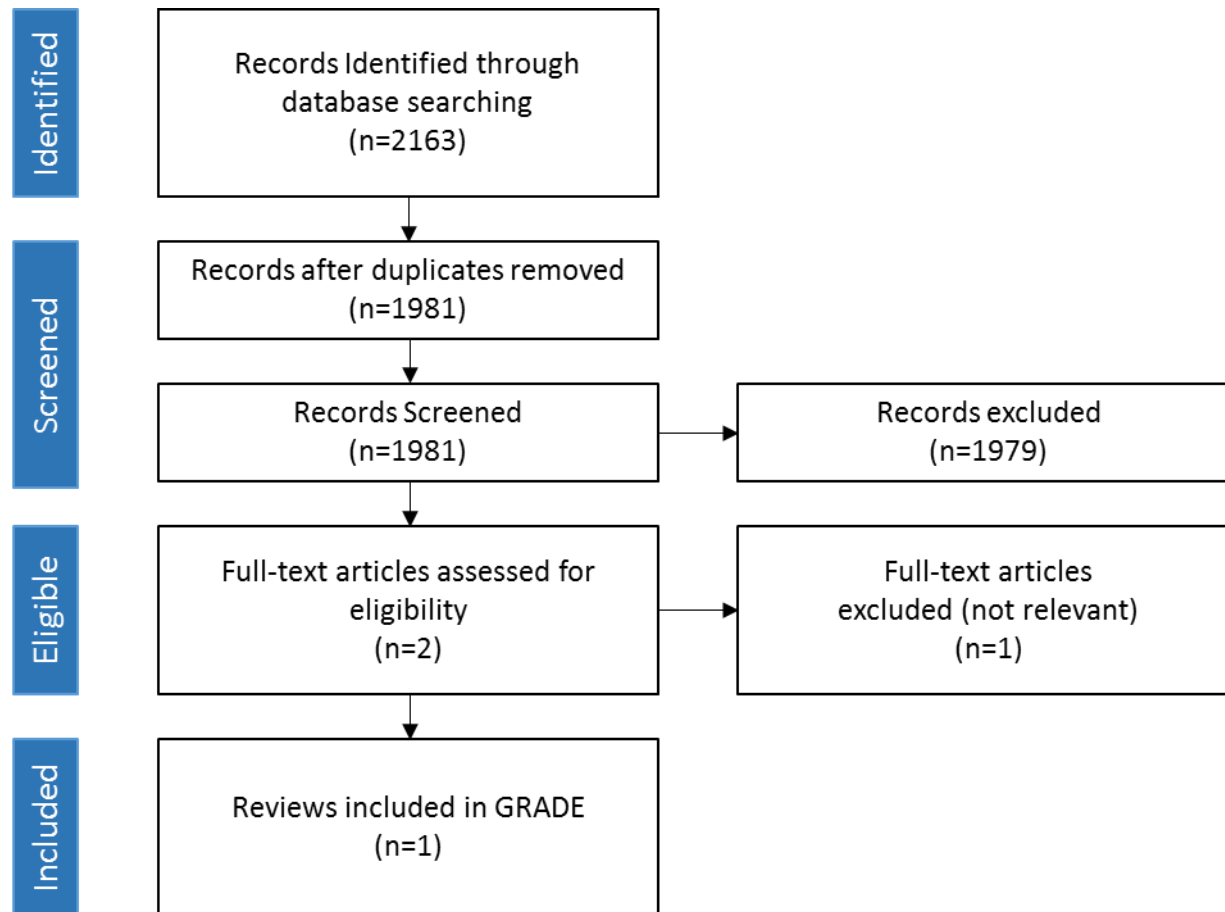 Identified
Records Identified through
database searching
(n=2163)
Screened
Records after duplicates removed
(n=1981)
Records Screened
(n=1981)
Records excluded
(n=1979)
Eligible
Full-text articles assessed for
eligibility
(n=2)
Full-text articles
excluded (not relevant)
(n=1)
Included
Reviews included in GRADE
(n=1)